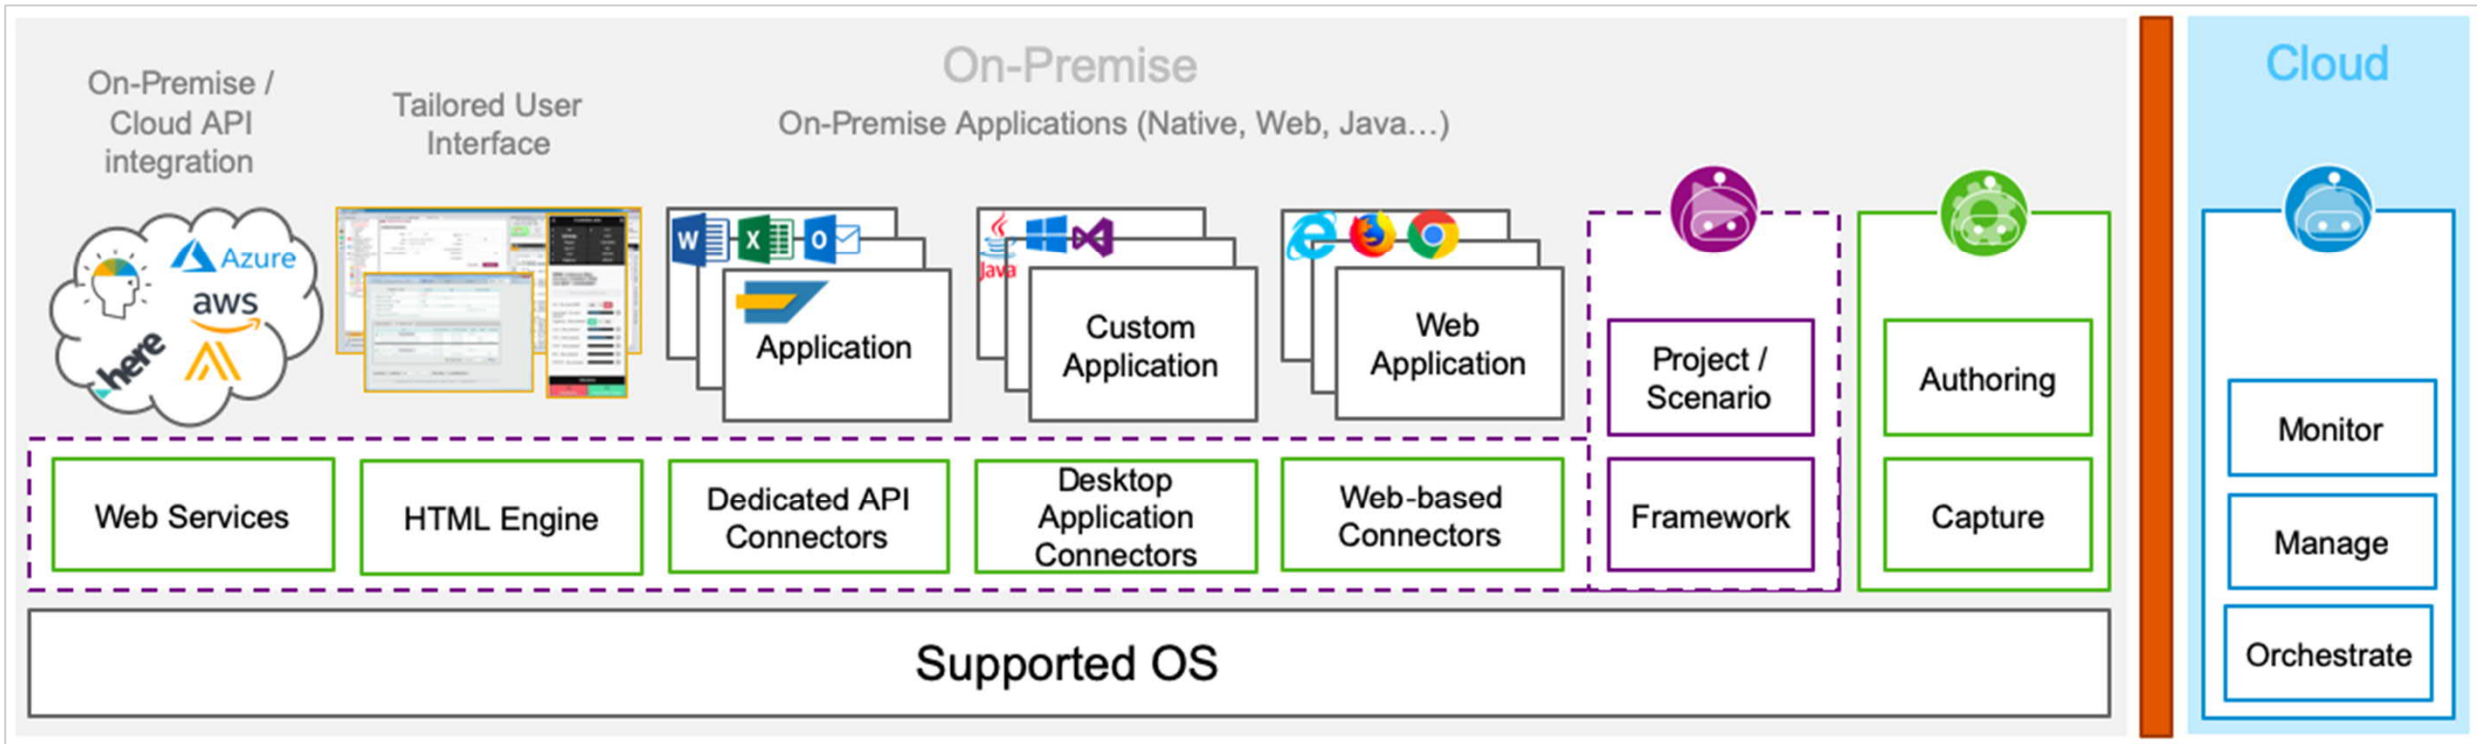 On-Premise
Cloud
On-Premise /
Cloud API
integration
Tailored User
Interface
On-Premise Applications (Native, Web, Java…)
Azure
aws
here
W
X
O
Java
Application
Custom
Application
Web
Application
Project /
Scenario
Authoring
Monitor
Web Services
HTML Engine
Dedicated API
Connectors
Desktop
Application
Connectors
Web-based
Connectors
Framework
Capture
Manage
Orchestrate
Supported OS